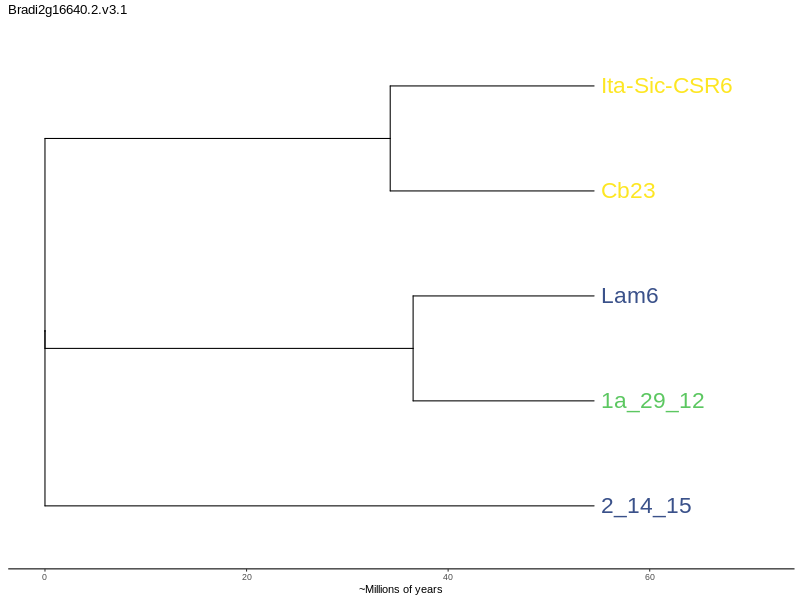 Bradi2g16640.2.v3.1
Ita-Sic-CSR6
Cb23
Lam6
1a_29_12
2_14_15
0 20 40 60
~Millions of years